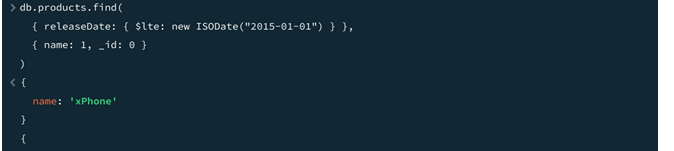 > db.products.find(
{ releaseDate: { $lte: new ISODate("2015-01-01") } },
{ name: 1, _id: 0 }
)
< {
name: 'xPhone'
}
{